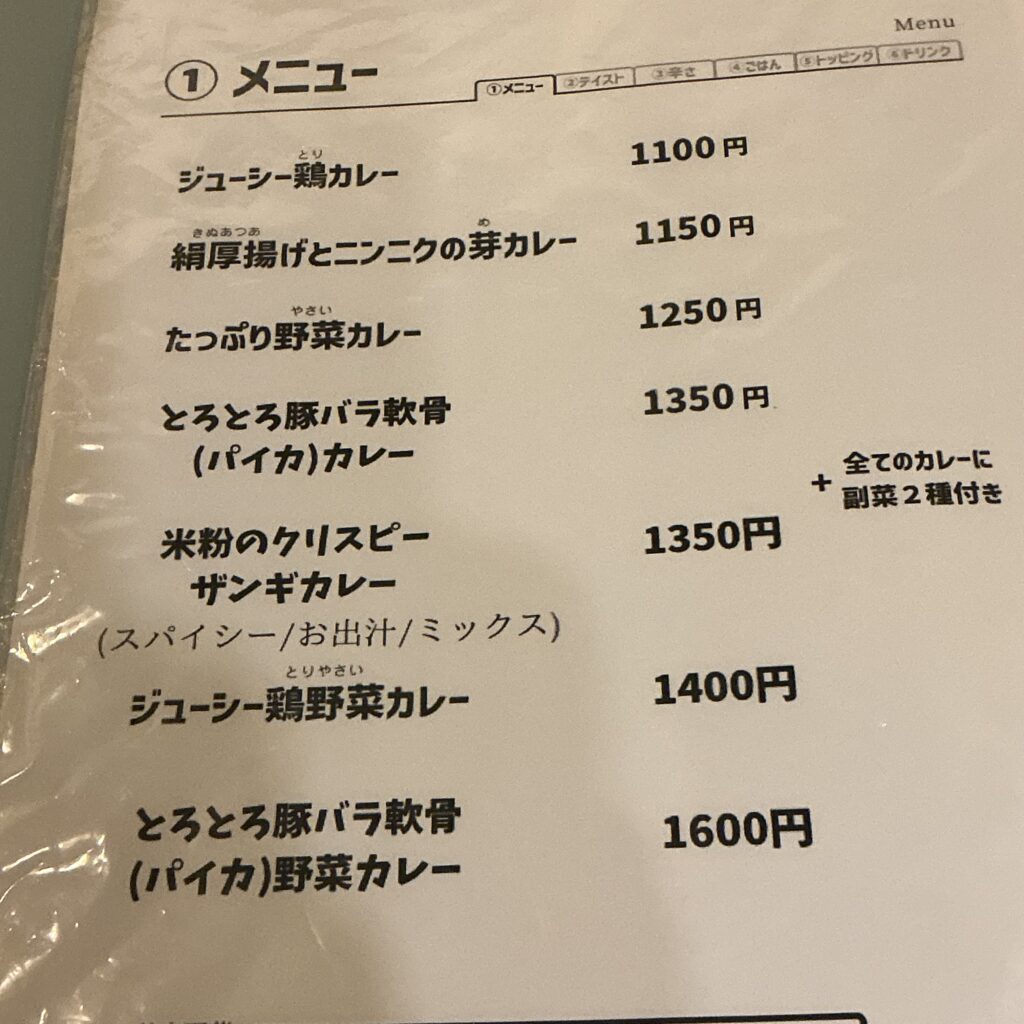 Menu
① メニュー
①メニュー ②テイスト ③辛さ ④ごはん ⑤トッピング ⑥ドリンク
とり
ジューシー鶏カレー 1100円
きぬあつあ め
絹厚揚げとニンニクの芽カレー 1150円
やさい
たっぷり野菜カレー 1250円
とろとろ豚バラ軟骨 1350円
(パイカ)カレー
+ 全てのカレーに
副菜2種付き
米粉のクリスピー 1350円
ザンギカレー
(スパイシー/お出汁/ミックス)
とりやさい
ジューシー鶏野菜カレー 1400円
とろとろ豚バラ軟骨 1600円
(パイカ)野菜カレー